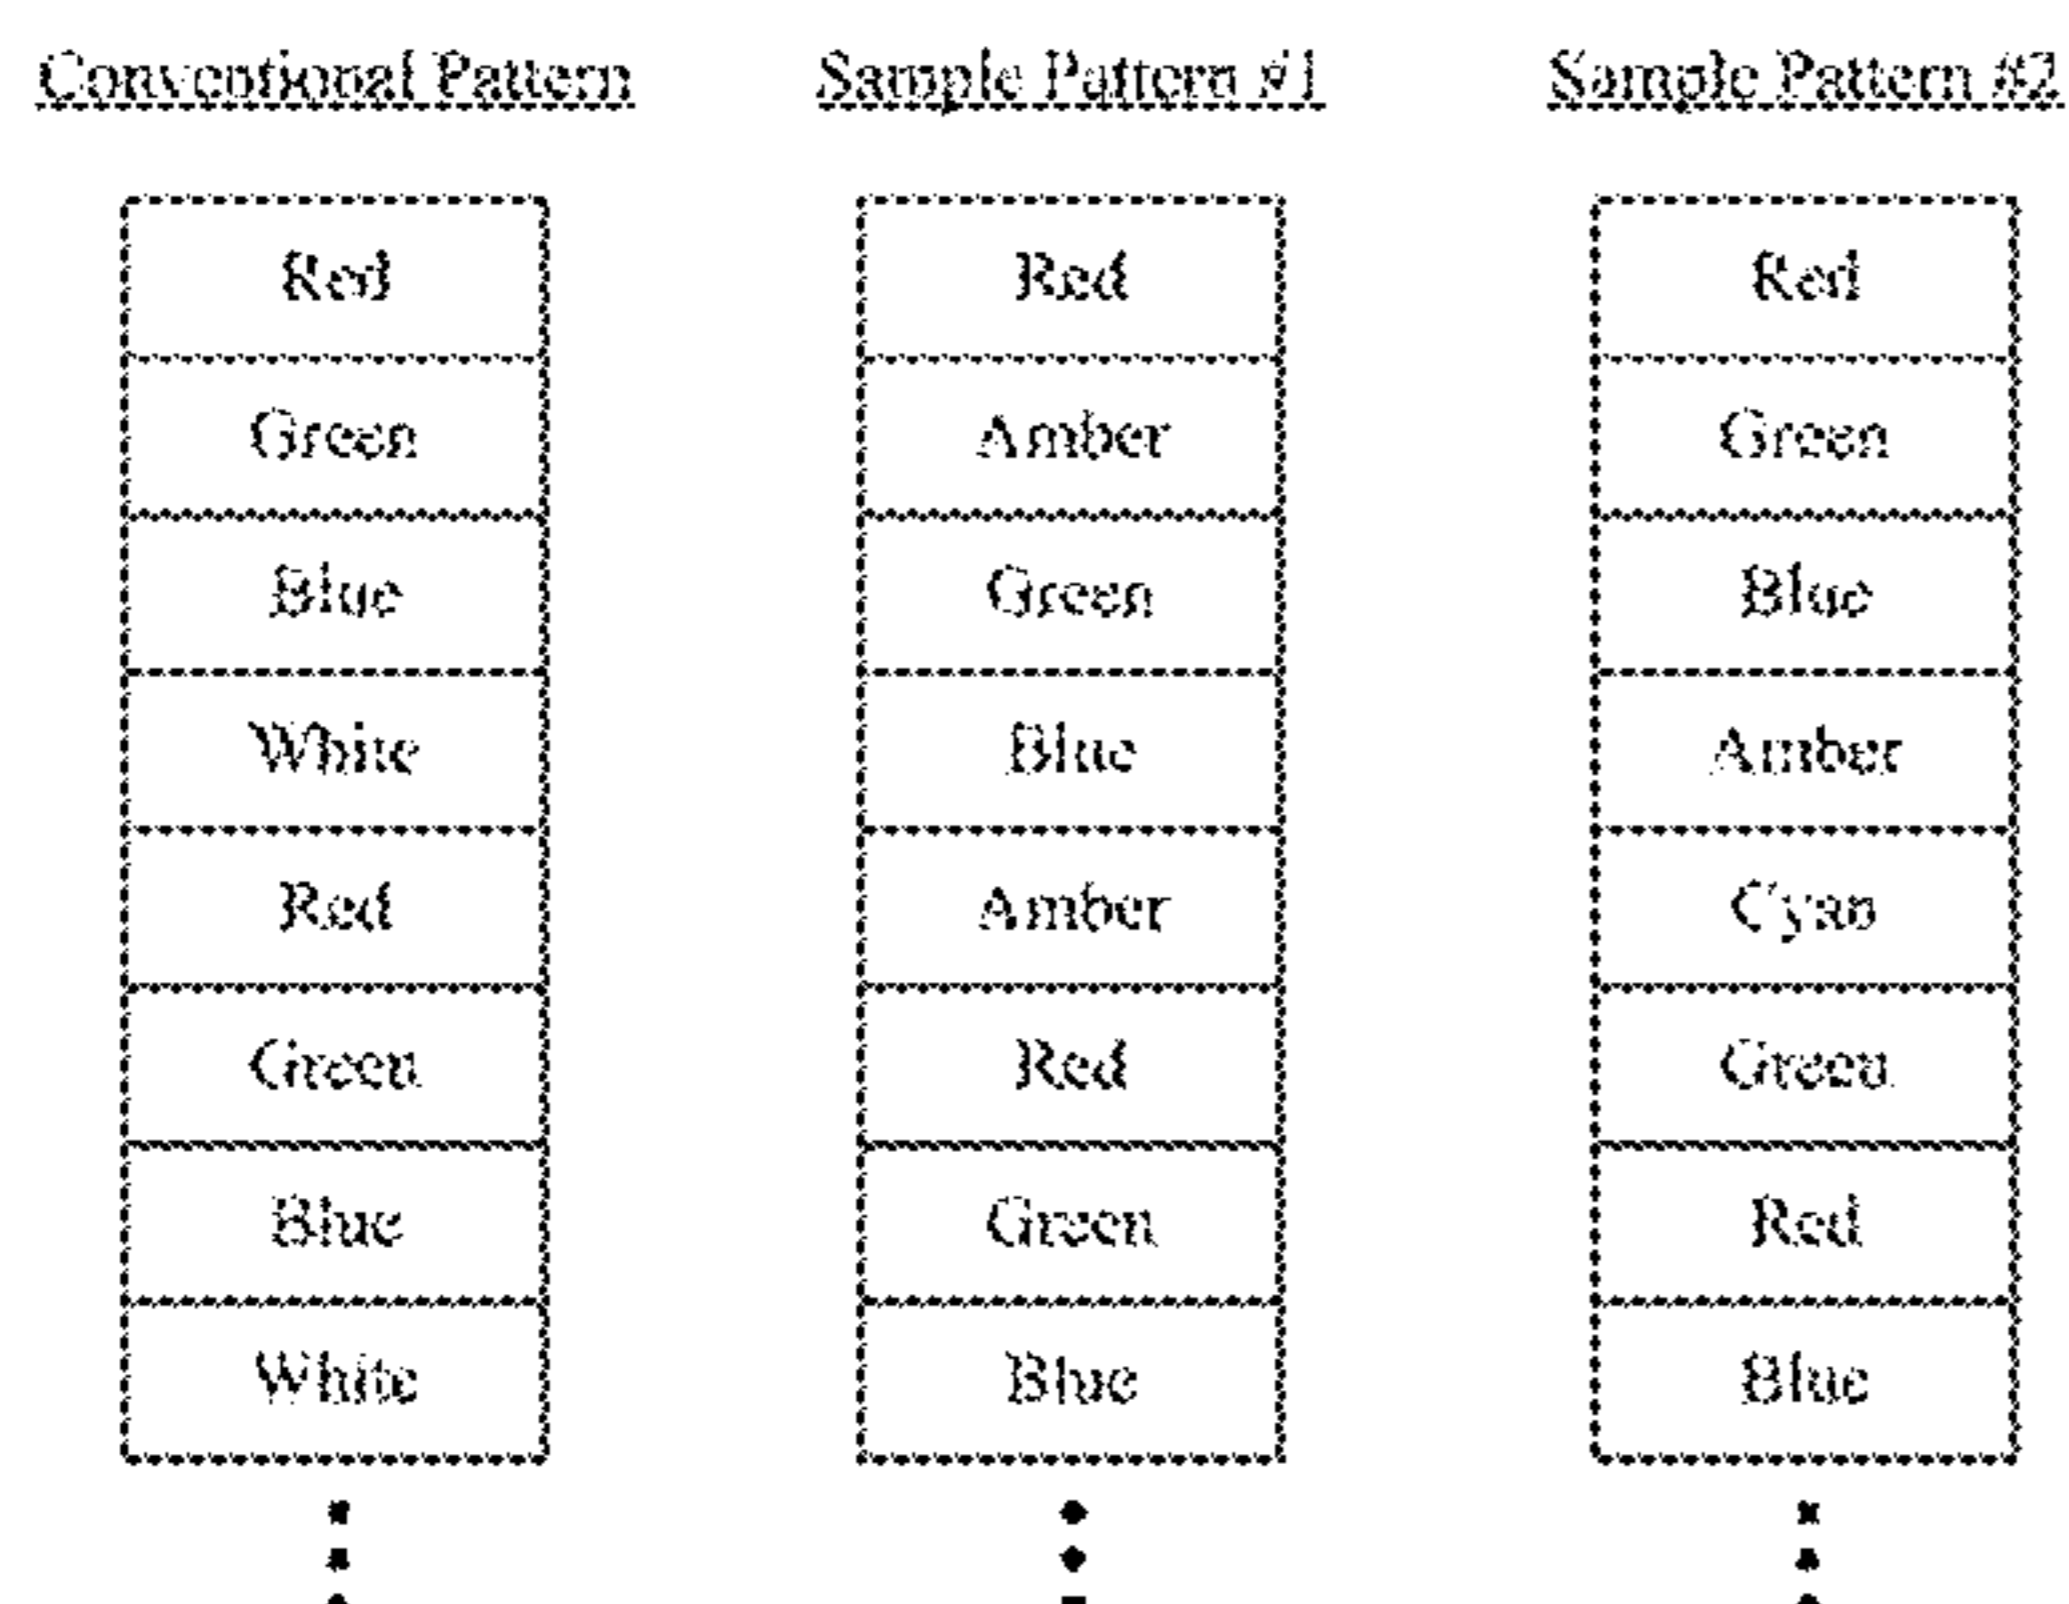 Conventional Pattern Sample Pattern #1 Sample Pattern #2
Red Red Red
Green Amber Green
Blue Green Blue
White Blue Amber
Red Amber Cyan
Green Red Green
Blue Green Red
White Blue Blue